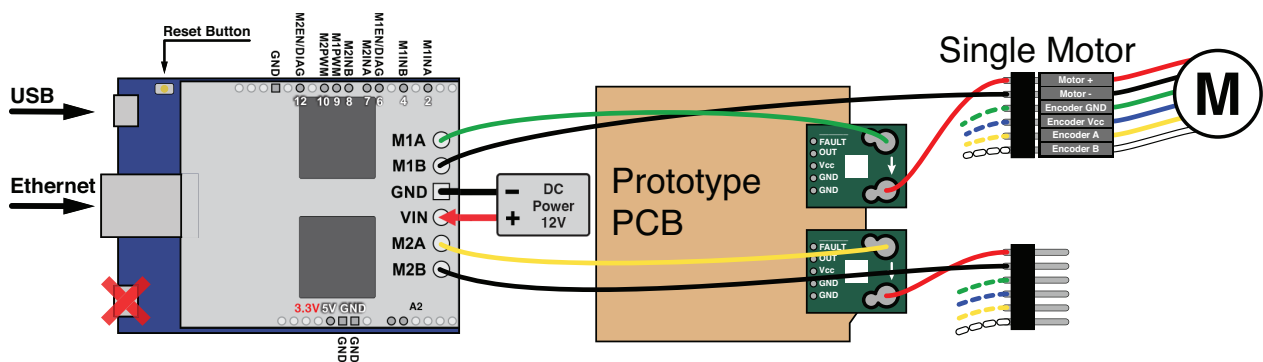 Reset Button
GND
M2EN/DIAG
M2PWM
M1PWM
M2INB
M2INA
M1EN/DIAG
M1INB
M1INA
12 10 9 8 7 6 4 2
USB
Ethernet
M1A
M1B
GND
VIN
M2A
M2B
3.3V 5V GND
A2
GND
GND
DC
Power
12V
−
+
Prototype
PCB
FAULT
OUT
Vcc
GND
GND
FAULT
OUT
Vcc
GND
GND
Single Motor
Motor +
Motor -
Encoder GND
Encoder Vcc
Encoder A
Encoder B
M